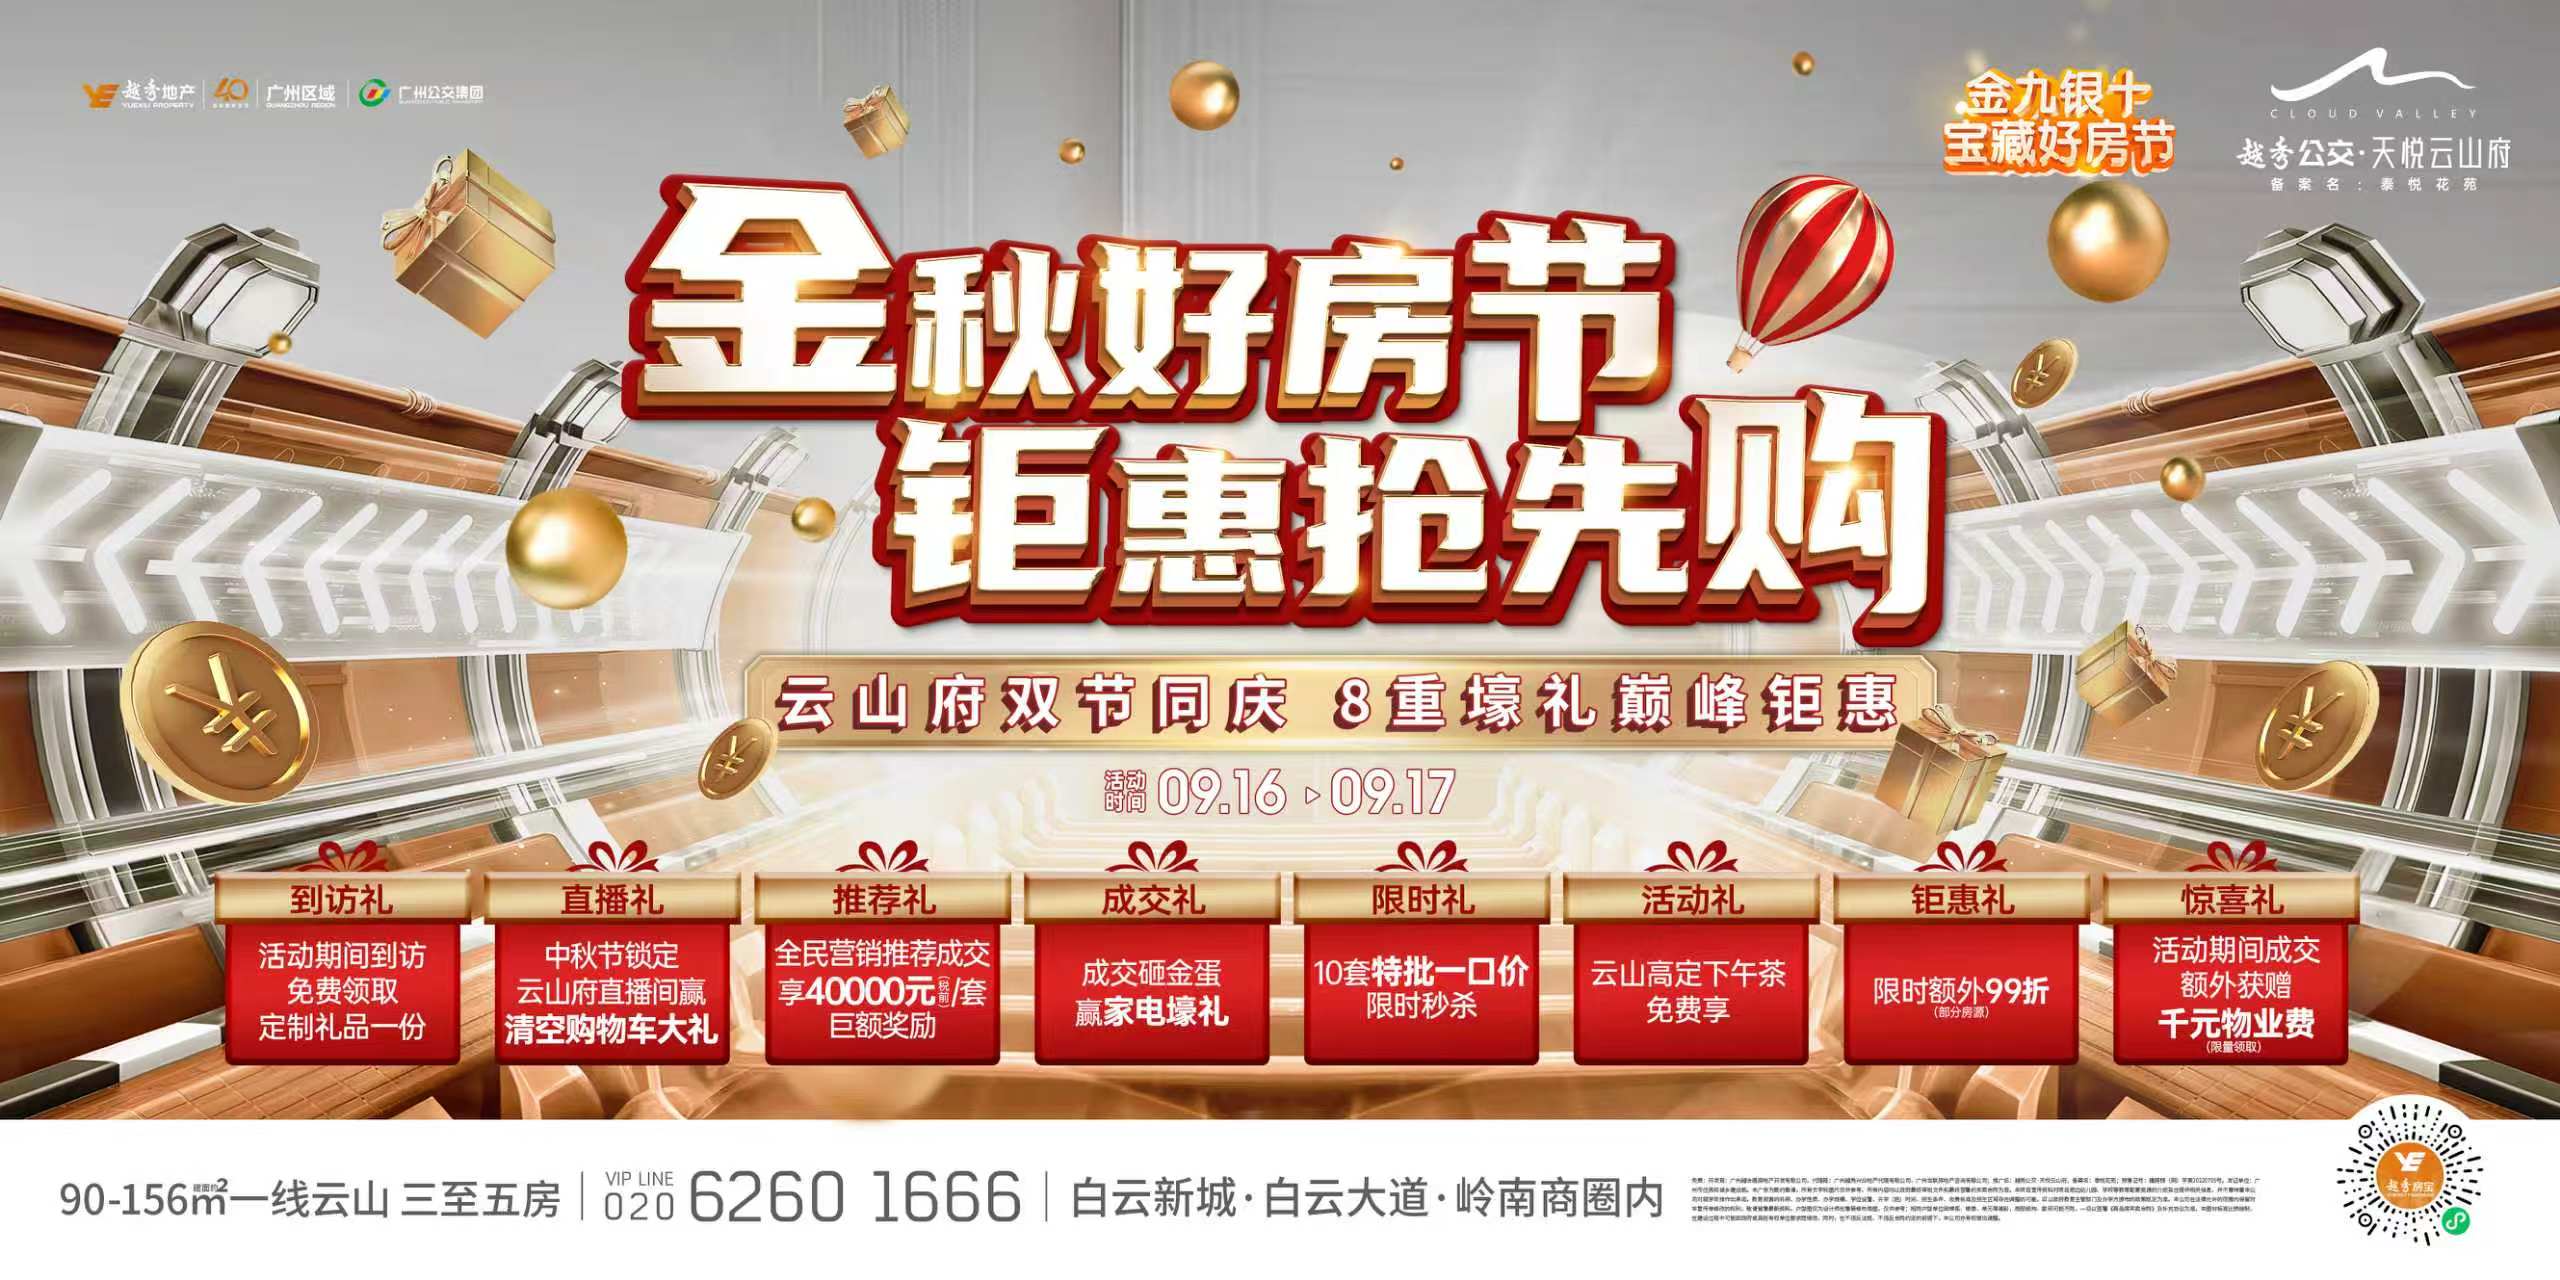 越秀地产
YUEXIU PROPERTY
40
广州区域
GUANGZHOU REGION
广州公交集团
金九银十
宝藏好房节
CLOUD VALLEY
越秀公交·天悦云山府
备案名：泰悦花苑
金秋好房节
钜惠抢先购
云山府双节同庆 8重壕礼巅峰钜惠
活动时间 09.16 ▷ 09.17
到访礼
活动期间到访
免费领取
定制礼品一份
直播礼
中秋节锁定
云山府直播间赢
清空购物车大礼
推荐礼
全民营销推荐成交
享40000元(税前)/套
巨额奖励
成交礼
成交砸金蛋
赢家电壕礼
限时礼
10套特批一口价
限时秒杀
活动礼
云山高定下午茶
免费享
钜惠礼
限时额外99折
(部分房源)
惊喜礼
活动期间成交
额外获赠
千元物业费
(限量领取)
90-156㎡一线云山 三至五房
VIP LINE
020 6260 1666
白云新城·白云大道·岭南商圈内
越秀房宝